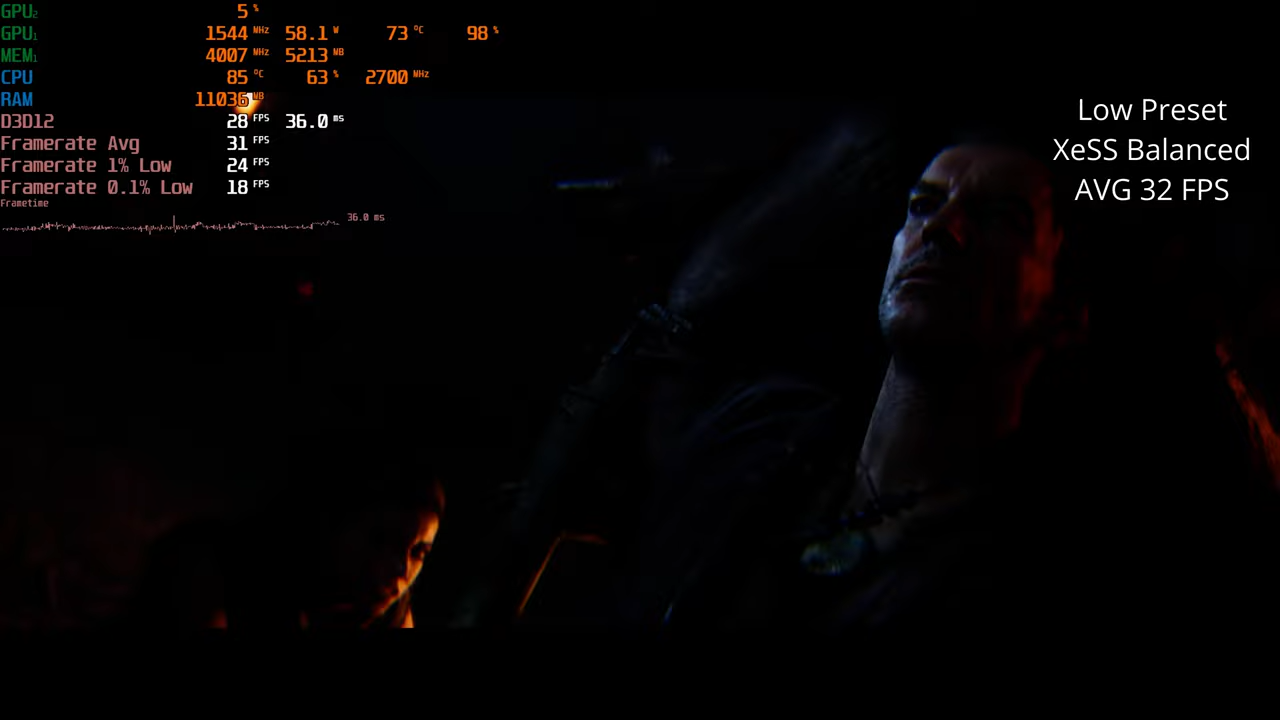 GPU₂ 5 %
GPU₁ 1544 MHz 58.1 W 73 °C 98 %
MEM₁ 4007 MHz 5213 MB
CPU 85 °C 63 % 2700 MHz
RAM 11036 MB
D3D12 28 FPS 36.0 ms
Framerate Avg 31 FPS
Framerate 1% Low 24 FPS
Framerate 0.1% Low 18 FPS
Frametime
36.0 ms
Low Preset
XeSS Balanced
AVG 32 FPS